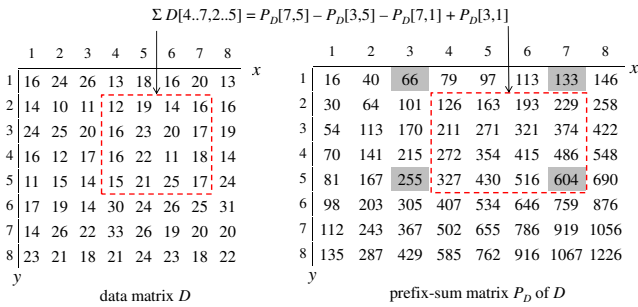 Σ D[4..7,2..5] = P_D[7,5] − P_D[3,5] − P_D[7,1] + P_D[3,1]
1 2 3 4 5 6 7 8 x
1 16 24 26 13 18 16 20 13
2 14 10 11 12 19 14 16 16
3 24 25 20 16 23 20 17 19
4 16 12 17 16 22 11 18 14
5 11 15 14 15 21 25 17 24
6 17 19 14 30 24 26 25 31
7 14 26 22 33 26 19 20 20
8 23 21 18 21 24 23 18 22
y
data matrix D
1 2 3 4 5 6 7 8 x
1 16 40 66 79 97 113 133 146
2 30 64 101 126 163 193 229 258
3 54 113 170 211 271 321 374 422
4 70 141 215 272 354 415 486 548
5 81 167 255 327 430 516 604 690
6 98 203 305 407 534 646 759 876
7 112 243 367 502 655 786 919 1056
8 135 287 429 585 762 916 1067 1226
y
prefix-sum matrix P_D of D